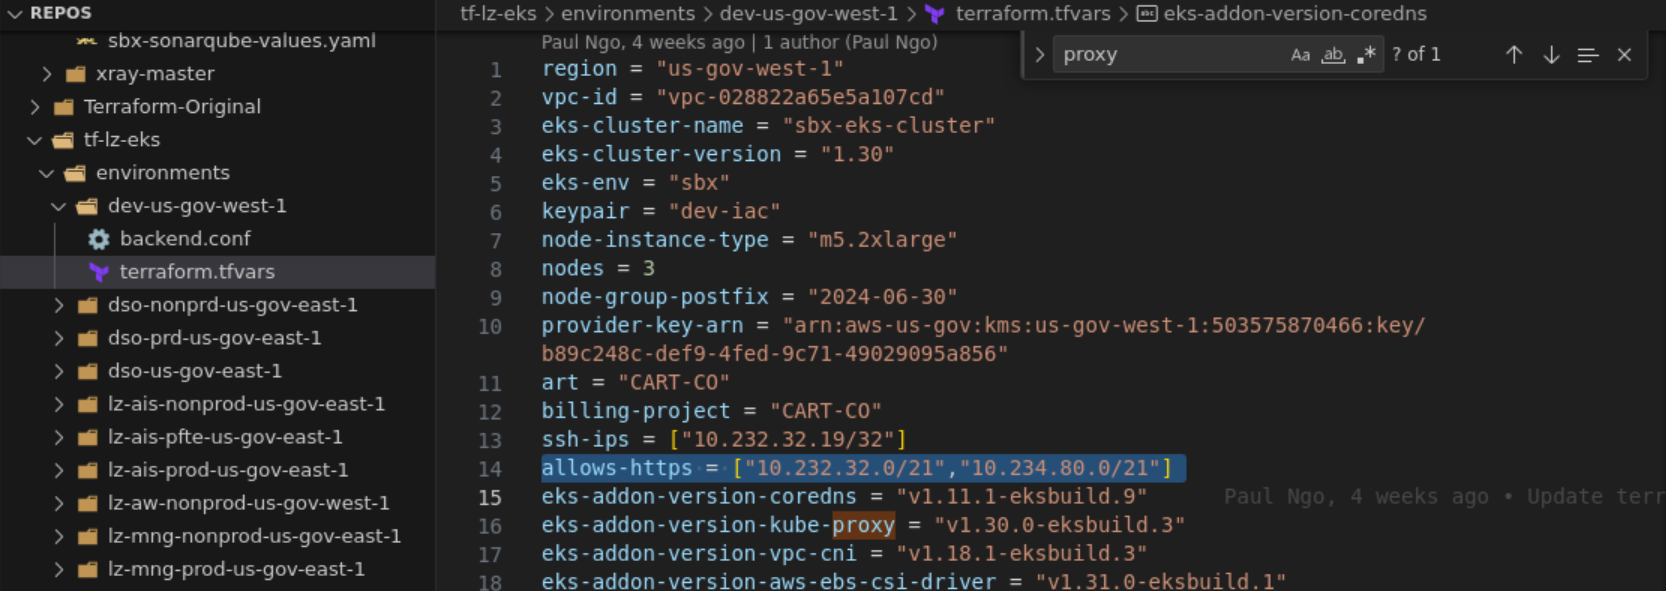 REPOS
sbx-sonarqube-values.yaml
xray-master
Terraform-Original
tf-lz-eks
environments
dev-us-gov-west-1
backend.conf
terraform.tfvars
dso-nonprd-us-gov-east-1
dso-prd-us-gov-east-1
dso-us-gov-east-1
lz-ais-nonprod-us-gov-east-1
lz-ais-pfte-us-gov-east-1
lz-ais-prod-us-gov-east-1
lz-aw-nonprod-us-gov-west-1
lz-mng-nonprod-us-gov-east-1
lz-mng-prod-us-gov-east-1
tf-lz-eks > environments > dev-us-gov-west-1 > terraform.tfvars > abc eks-addon-version-coredns
Paul Ngo, 4 weeks ago | 1 author (Paul Ngo)
proxy Aa ab .* ? of 1
1 region = "us-gov-west-1"
2 vpc-id = "vpc-028822a65e5a107cd"
3 eks-cluster-name = "sbx-eks-cluster"
4 eks-cluster-version = "1.30"
5 eks-env = "sbx"
6 keypair = "dev-iac"
7 node-instance-type = "m5.2xlarge"
8 nodes = 3
9 node-group-postfix = "2024-06-30"
10 provider-key-arn = "arn:aws-us-gov:kms:us-gov-west-1:503575870466:key/
b89c248c-def9-4fed-9c71-49029095a856"
11 art = "CART-CO"
12 billing-project = "CART-CO"
13 ssh-ips = ["10.232.32.19/32"]
14 allows-https = ["10.232.32.0/21","10.234.80.0/21"]
15 eks-addon-version-coredns = "v1.11.1-eksbuild.9" Paul Ngo, 4 weeks ago • Update terr
16 eks-addon-version-kube-proxy = "v1.30.0-eksbuild.3"
17 eks-addon-version-vpc-cni = "v1.18.1-eksbuild.3"
18 eks-addon-version-aws-ebs-csi-driver = "v1.31.0-eksbuild.1"